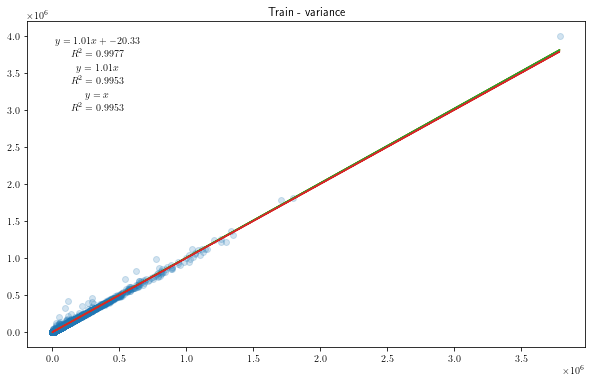 Train - variance
×10⁶
y = 1.01x + −20.33
R² = 0.9977
y = 1.01x
R² = 0.9953
y = x
R² = 0.9953
4.0
3.5
3.0
2.5
2.0
1.5
1.0
0.5
0.0
0.0 0.5 1.0 1.5 2.0 2.5 3.0 3.5
×10⁶